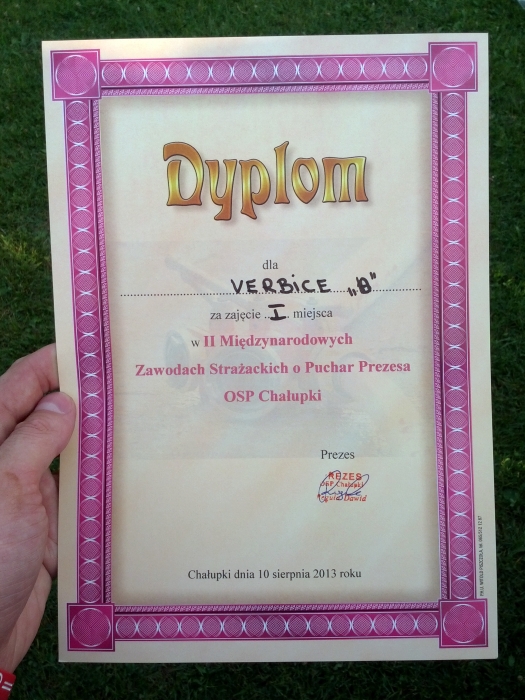 Dyplom
dla
VERBICE „B"
za zajęcie ..I.. miejsca
w II Międzynarodowych
Zawodach Strażackich o Puchar Prezesa
OSP Chałupki
Prezes
OSP Chałupki
Dawid
Chałupki dnia 10 sierpnia 2013 roku